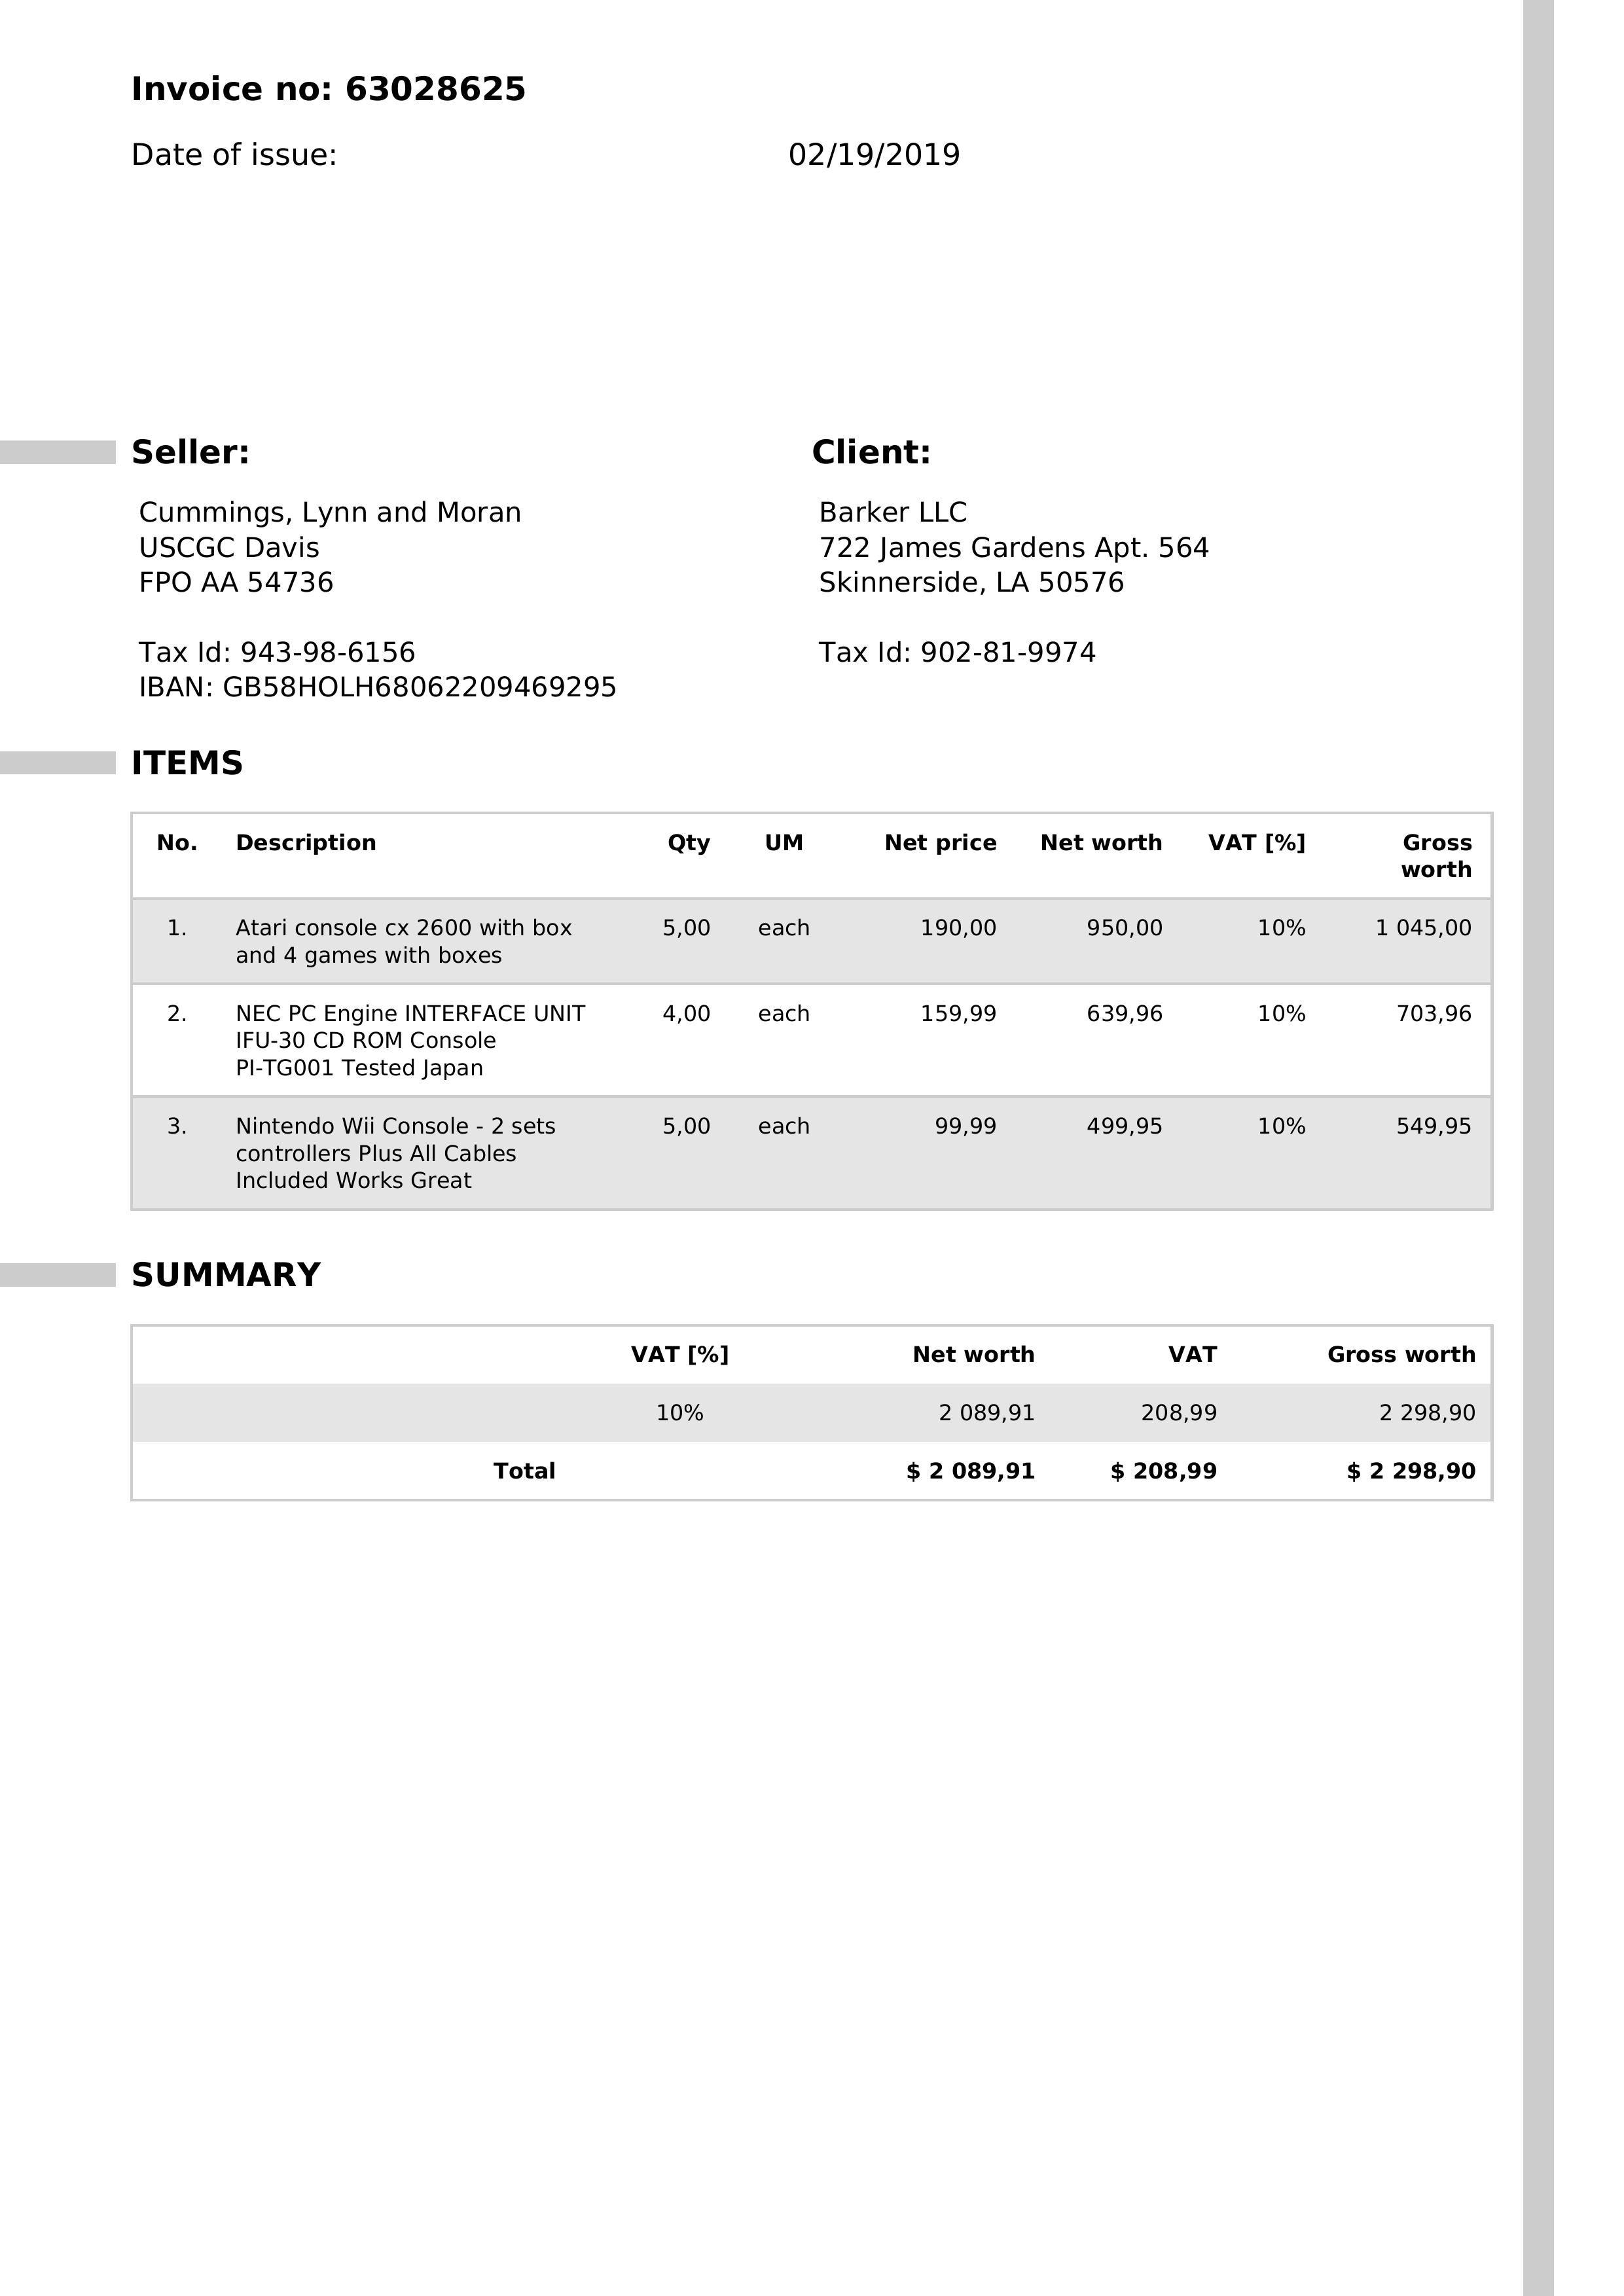 Invoice no: 63028625
Date of issue: 02/19/2019
Seller:
Cummings, Lynn and Moran
USCGC Davis
FPO AA 54736
Tax Id: 943-98-6156
IBAN: GB58HOLH68062209469295
Client:
Barker LLC
722 James Gardens Apt. 564
Skinnerside, LA 50576
Tax Id: 902-81-9974
ITEMS
No. Description Qty UM Net price Net worth VAT [%] Gross
worth
1. Atari console cx 2600 with box 5,00 each 190,00 950,00 10% 1 045,00
and 4 games with boxes
2. NEC PC Engine INTERFACE UNIT 4,00 each 159,99 639,96 10% 703,96
IFU-30 CD ROM Console
PI-TG001 Tested Japan
3. Nintendo Wii Console - 2 sets 5,00 each 99,99 499,95 10% 549,95
controllers Plus All Cables
Included Works Great
SUMMARY
VAT [%] Net worth VAT Gross worth
10% 2 089,91 208,99 2 298,90
Total $ 2 089,91 $ 208,99 $ 2 298,90